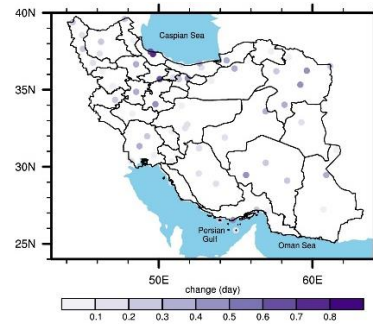 40N
Caspian Sea
35N
30N
25N
Persian
Gulf
Oman Sea
50E
60E
change (day)
0.1 0.2 0.3 0.4 0.5 0.6 0.7 0.8